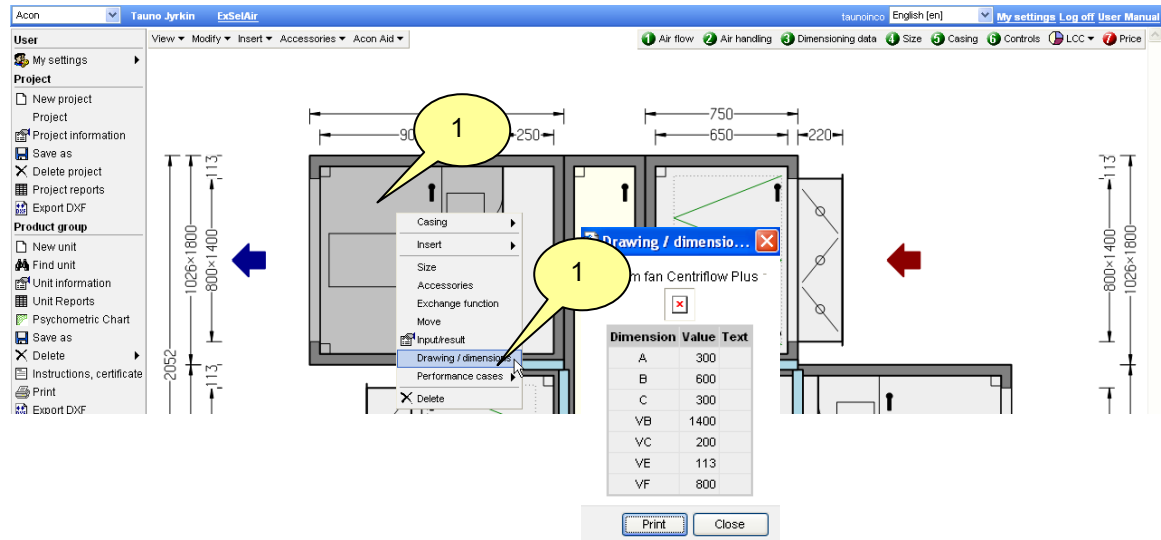 Acon Tauno Jyrkin ExSelAir taunoinco English [en] My settings Log off User Manual
User
View Modify Insert Accessories Acon Aid
1 Air flow 2 Air handling 3 Dimensioning data 4 Size 5 Casing 6 Controls LCC 7 Price
My settings
Project
New project
Project
Project information
Save as
Delete project
Project reports
Export DXF
Product group
New unit
Find unit
Unit information
Unit Reports
Psychometric Chart
Save as
Delete
Instructions, certificate
Print
Export DXF
1
250
750
650
220
113
1026×1800
800×1400
2052
113
113
800×1400
1026×1800
Casing
Insert
Size
Accessories
Exchange function
Move
Input/result
Drawing / dimensions
Performance cases
Delete
1
Drawing / dimensio...
fan Centriflow Plus
Dimension Value Text
A 300
B 600
C 300
VB 1400
VC 200
VE 113
VF 800
Print Close